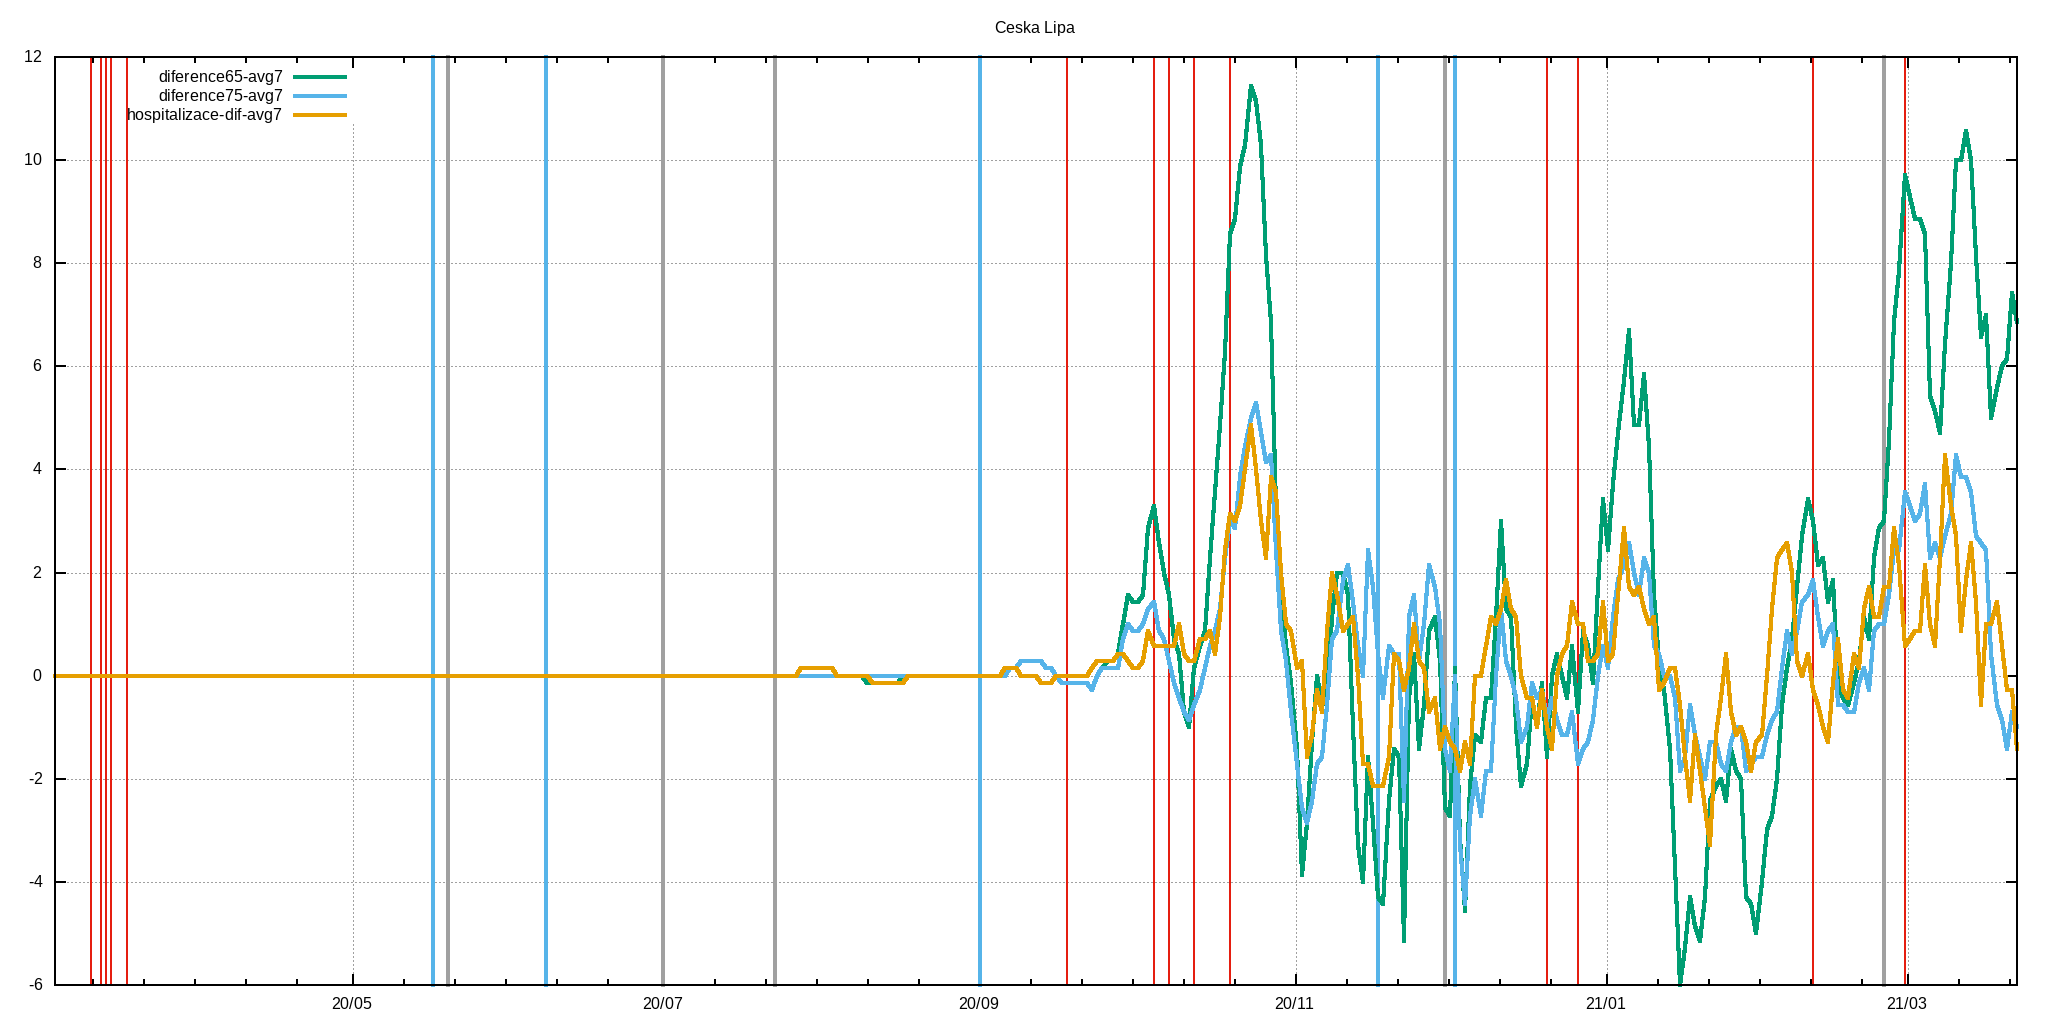 Ceska Lipa
12
diference65-avg7
diference75-avg7
hospitalizace-dif-avg7
10
8
6
4
2
0
-2
-4
-6
20/05 20/07 20/09 20/11 21/01 21/03